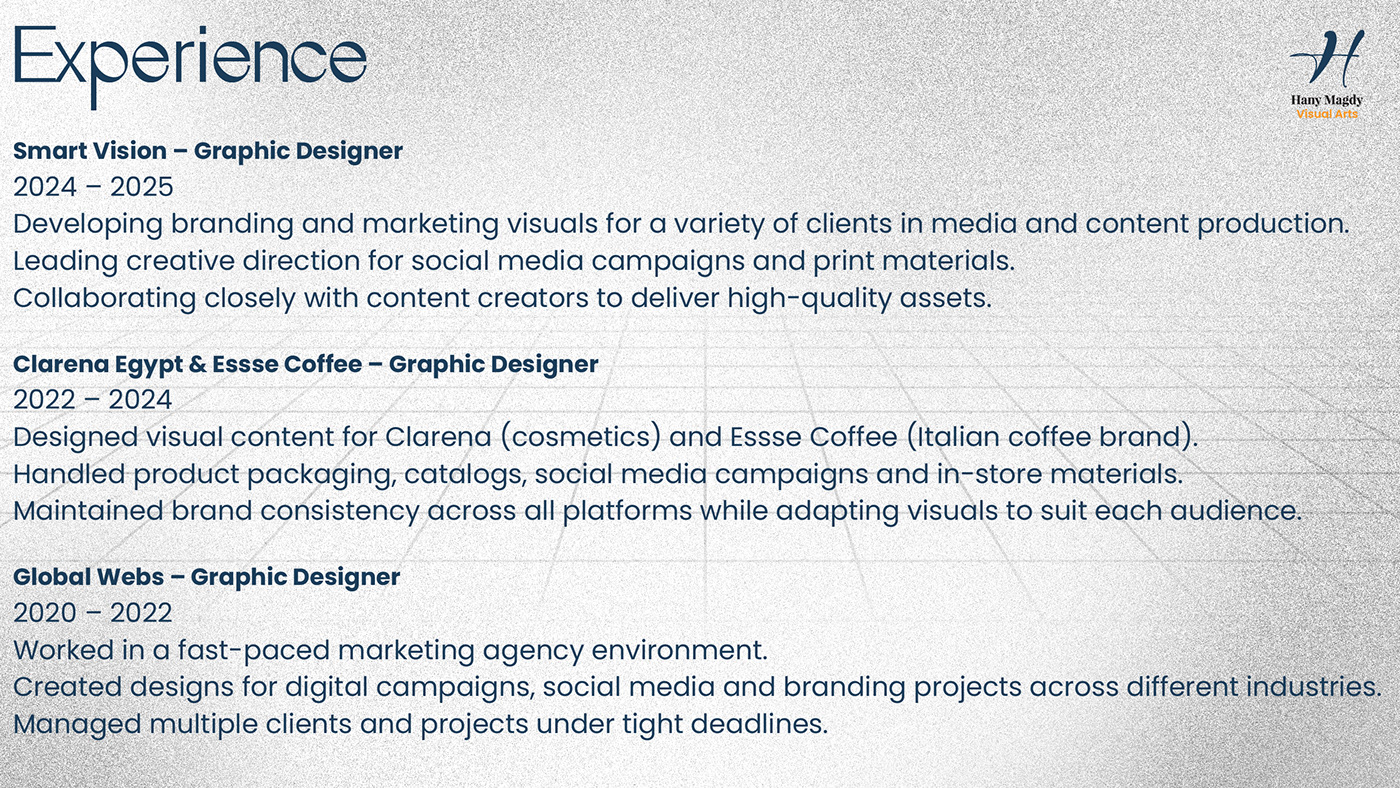 Experience
H
Hany Magdy
Visual Arts
Smart Vision – Graphic Designer
2024 – 2025
Developing branding and marketing visuals for a variety of clients in media and content production.
Leading creative direction for social media campaigns and print materials.
Collaborating closely with content creators to deliver high-quality assets.
Clarena Egypt & Essse Coffee – Graphic Designer
2022 – 2024
Designed visual content for Clarena (cosmetics) and Essse Coffee (Italian coffee brand).
Handled product packaging, catalogs, social media campaigns and in-store materials.
Maintained brand consistency across all platforms while adapting visuals to suit each audience.
Global Webs – Graphic Designer
2020 – 2022
Worked in a fast-paced marketing agency environment.
Created designs for digital campaigns, social media and branding projects across different industries.
Managed multiple clients and projects under tight deadlines.